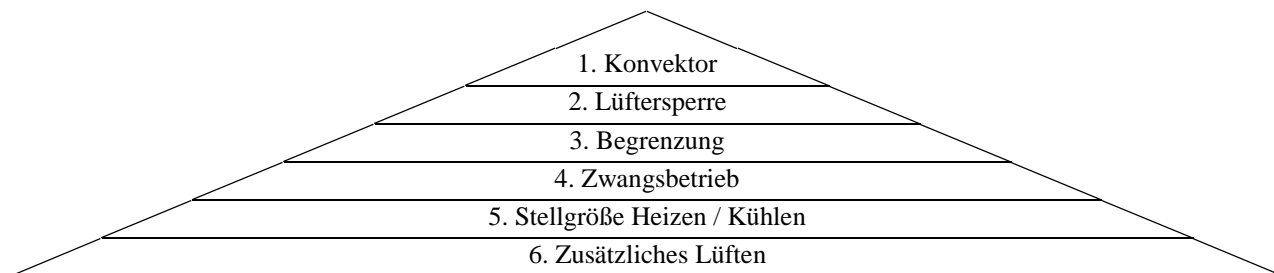 1. Konvektor
2. Lüftersperre
3. Begrenzung
4. Zwangsbetrieb
5. Stellgröße Heizen / Kühlen
6. Zusätzliches Lüften